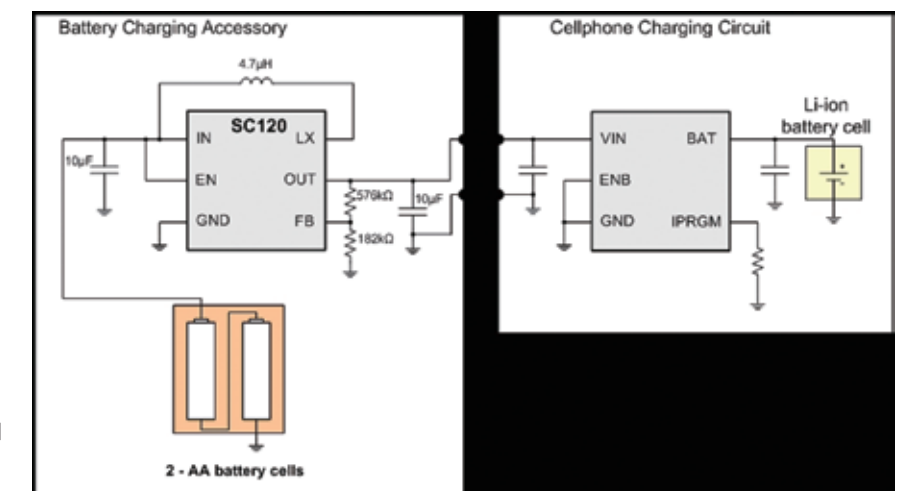 Battery Charging Accessory
4.7µH
SC120
IN
LX
10µF
EN
OUT
576kΩ
10µF
GND
FB
182kΩ
2 - AA battery cells
Cellphone Charging Circuit
Li-ion
battery cell
VIN
BAT
ENB
GND
IPRGM